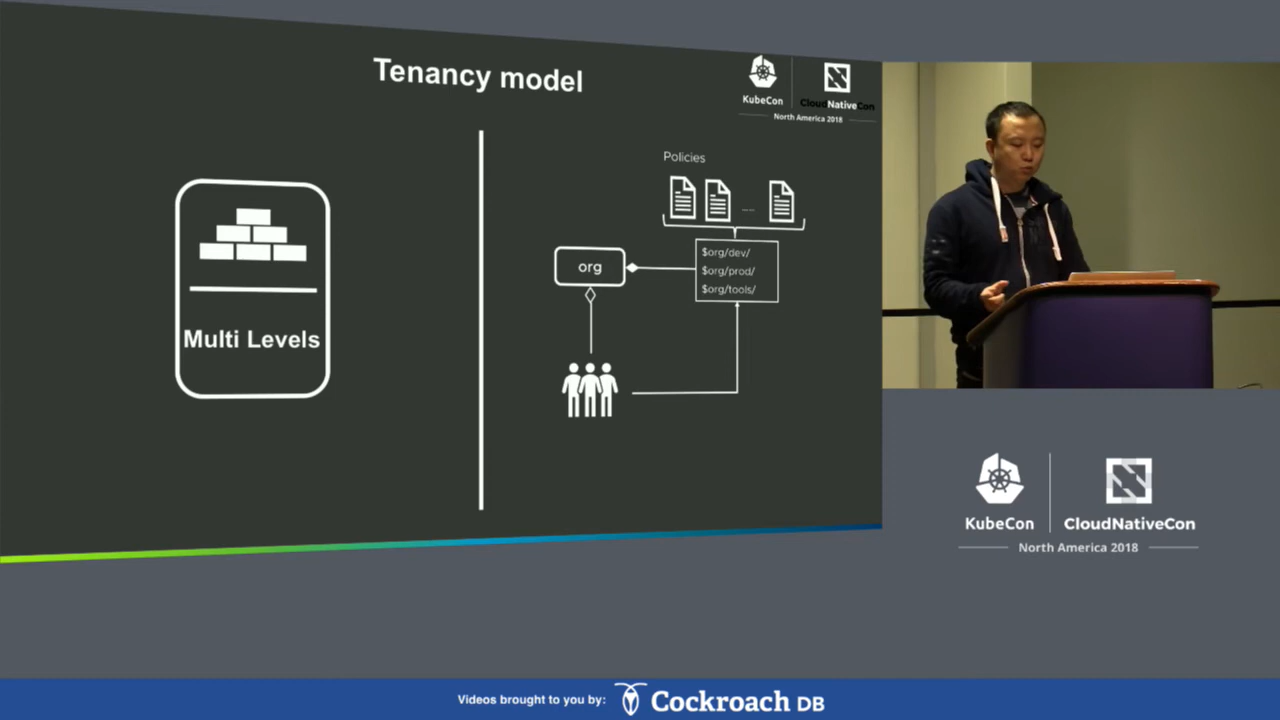 Tenancy model
KubeCon
CloudNativeCon
North America 2018
Multi Levels
Policies
...
org
$org/dev/
$org/prod/
$org/tools/
KubeCon
CloudNativeCon
North America 2018
Videos brought to you by:
Cockroach DB